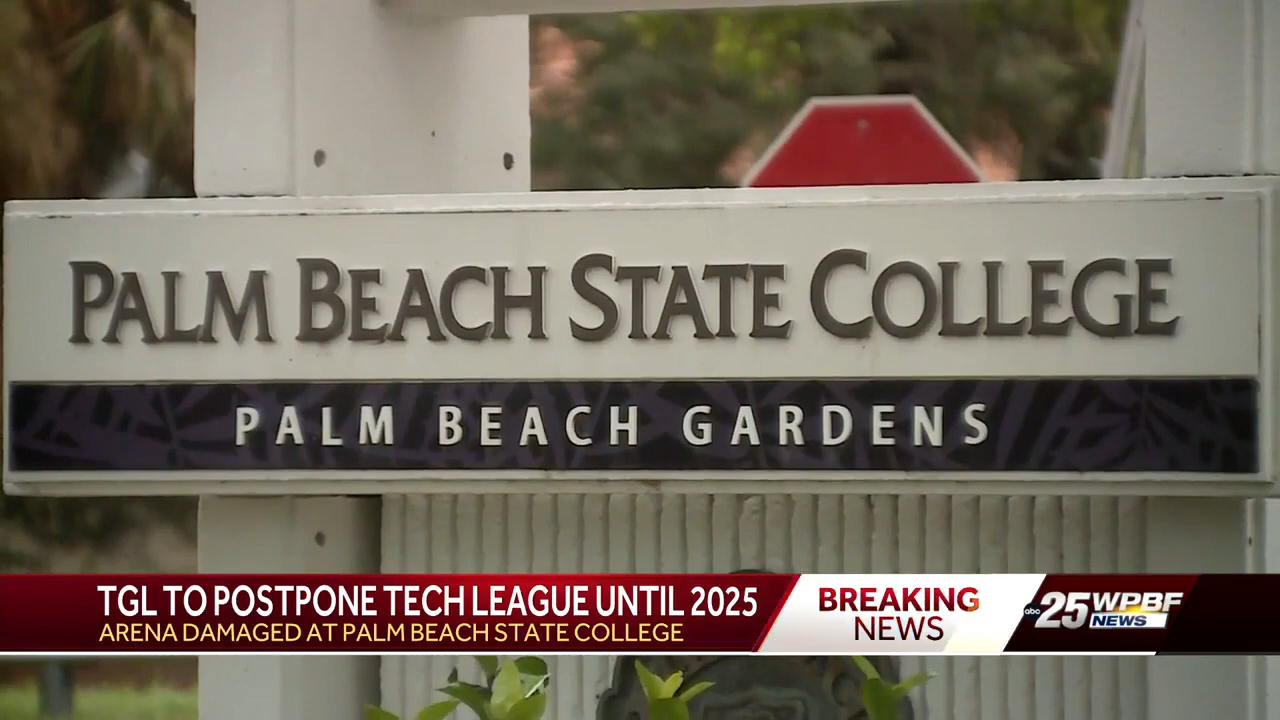 PALM BEACH STATE COLLEGE
PALM BEACH GARDENS
TGL TO POSTPONE TECH LEAGUE UNTIL 2025
ARENA DAMAGED AT PALM BEACH STATE COLLEGE
BREAKING
NEWS
abc 25 WPBF
NEWS